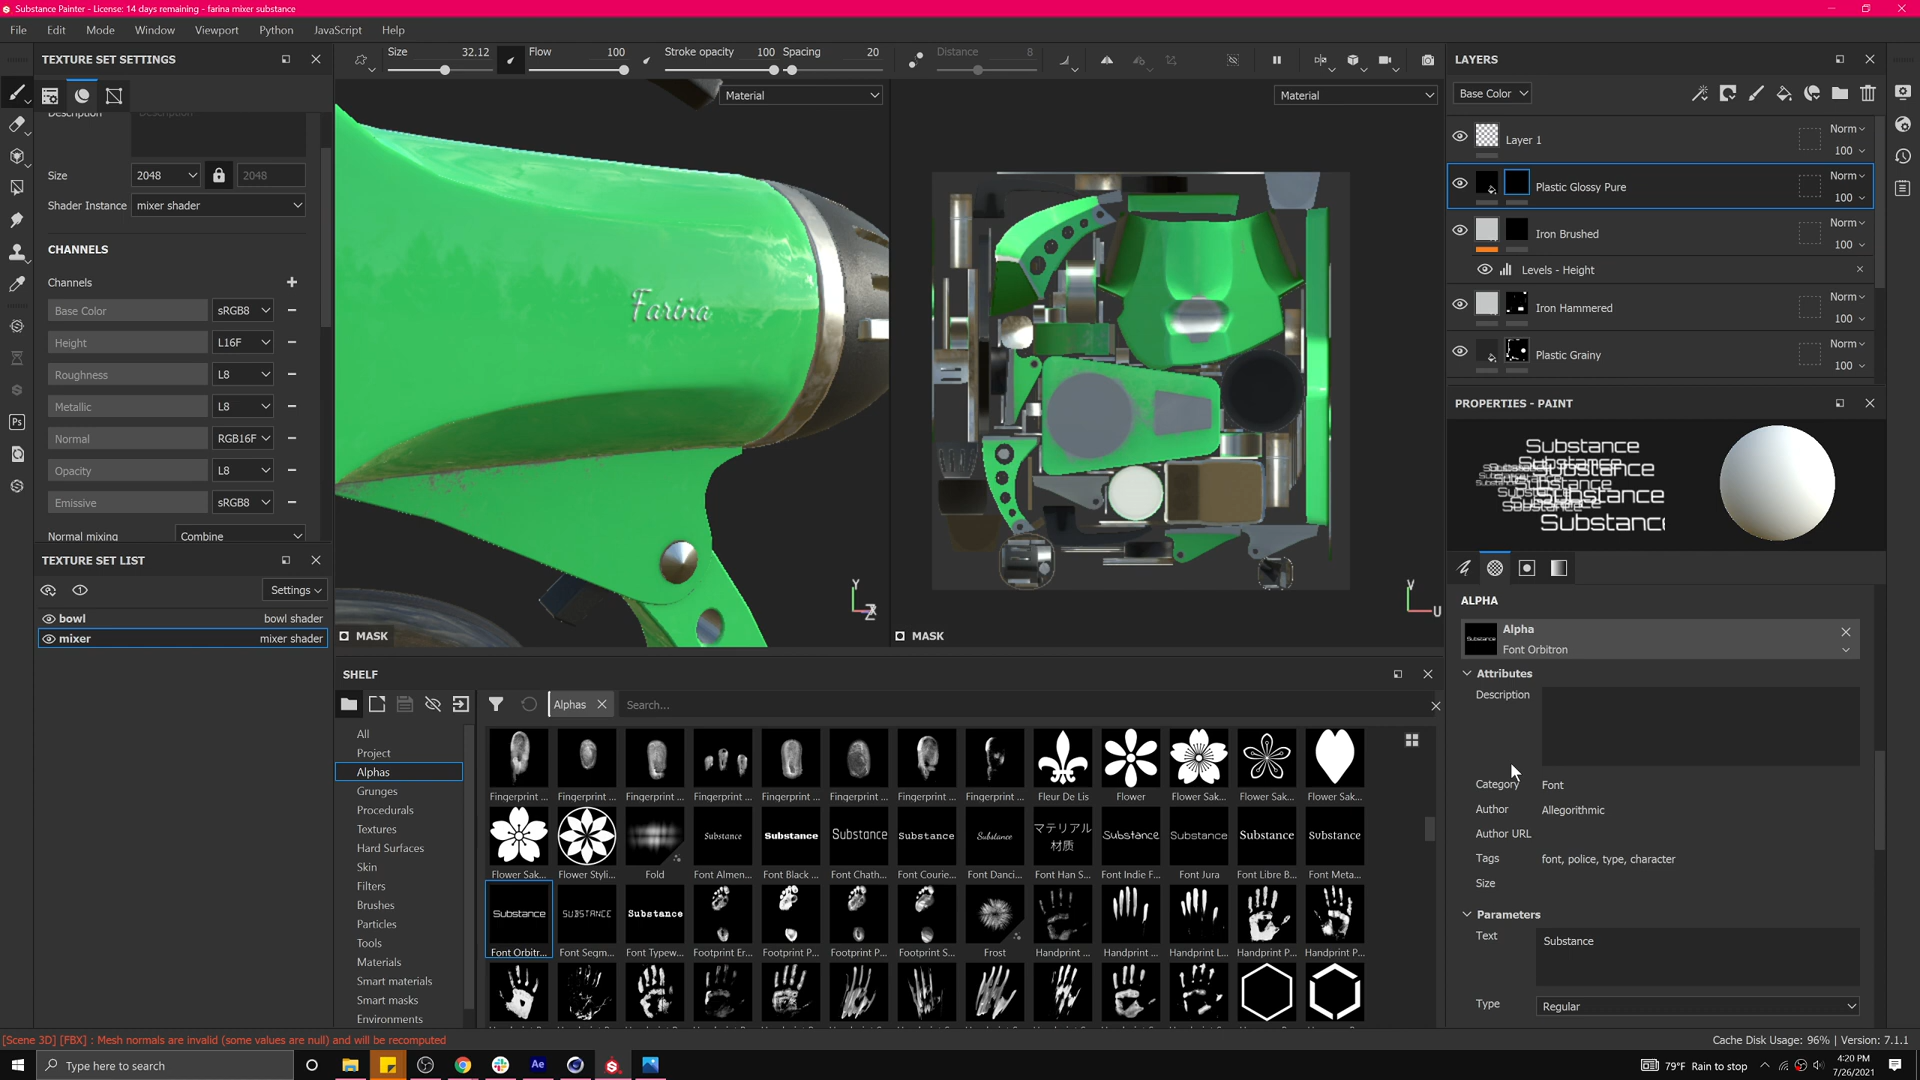 Substance Painter - License: 14 days remaining - farina mixer substance
File Edit Mode Window Viewport Python JavaScript Help
TEXTURE SET SETTINGS
Size 32.12 Flow 100 Stroke opacity 100 Spacing 20 Distance 8
Material
Material
Description Description
Size 2048 2048
Shader Instance mixer shader
CHANNELS
Channels
Base Color sRGB8
Height L16F
Roughness L8
Metallic L8
Normal RGB16F
Opacity L8
Emissive sRGB8
Normal mixing Combine
TEXTURE SET LIST
Settings
bowl bowl shader
mixer mixer shader
Farina
Y
Z
V
U
MASK
MASK
LAYERS
Base Color
Layer 1 Norm 100
Plastic Glossy Pure Norm 100
Iron Brushed Norm 100
Levels - Height
Iron Hammered Norm 100
Plastic Grainy Norm 100
PROPERTIES - PAINT
Substance
Substance
Substance
Substance
Substance
ALPHA
Alpha
Font Orbitron
Attributes
Description
Category Font
Author Allegorithmic
Author URL
Tags font, police, type, character
Size
Parameters
Text Substance
Type Regular
SHELF
Alphas Search...
All
Project
Alphas
Grunges
Procedurals
Textures
Hard Surfaces
Skin
Filters
Brushes
Particles
Tools
Materials
Smart materials
Smart masks
Environments
Fingerprint ... Fingerprint ... Fingerprint ... Fingerprint ... Fingerprint ... Fingerprint ... Fingerprint ... Fingerprint ... Fleur De Lis Flower Flower Sak... Flower Sak... Flower Sak...
Substance Substance Substance Substance Substance マテリアル 材质 Substance Substance Substance Substance
Flower Sak... Flower Styli... Fold Font Almen... Font Black ... Font Chath... Font Courie... Font Danci... Font Han S... Font Indie F... Font Jura Font Libre B... Font Meta...
Substance SUBSTANCE Substance
Font Orbitr... Font Segm... Font Typew... Footprint Er... Footprint P... Footprint P... Footprint S... Frost Handprint ... Handprint ... Handprint L... Handprint P... Handprint P...
[Scene 3D] [FBX] : Mesh normals are invalid (some values are null) and will be recomputed
Cache Disk Usage: 96% | Version: 7.1.1
Type here to search
Ps
Ae
79°F Rain to stop
4:20 PM
7/26/2021